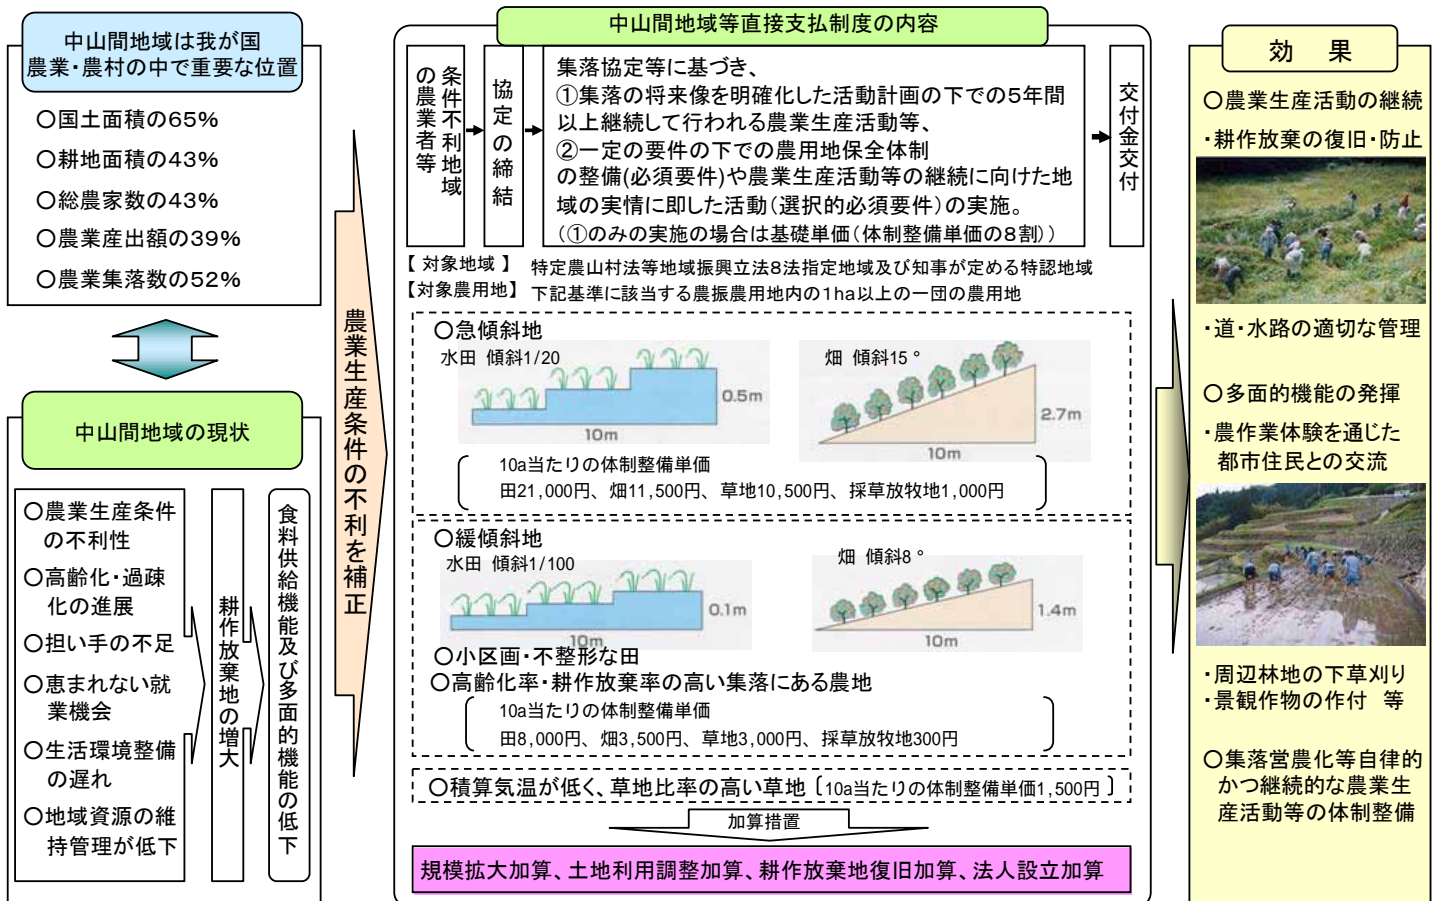 中山間地域は我が国
農業・農村の中で重要な位置
○国土面積の65%
○耕地面積の43%
○総農家数の43%
○農業産出額の39%
○農業集落数の52%
中山間地域の現状
○農業生産条件
の不利性
○高齢化・過疎
化の進展
○担い手の不足
○恵まれない就
業機会
○生活環境整備
の遅れ
○地域資源の維
持管理が低下
耕作放棄地の増大
食料供給機能及び多面的機能の低下
農業生産条件の不利を補正
中山間地域等直接支払制度の内容
条件不利地域
の農業者等
協定の締結
集落協定等に基づき、
①集落の将来像を明確化した活動計画の下での5年間
以上継続して行われる農業生産活動等、
②一定の要件の下での農用地保全体制
の整備(必須要件)や農業生産活動等の継続に向けた地
域の実情に即した活動(選択的必須要件)の実施。
(①のみの実施の場合は基礎単価(体制整備単価の8割))
交付金交付
【 対象地域 】 特定農山村法等地域振興立法8法指定地域及び知事が定める特認地域
【対象農用地】 下記基準に該当する農振農用地内の1ha以上の一団の農用地
○急傾斜地
水田 傾斜1/20
0.5m
10m
畑 傾斜15°
2.7m
10m
10a当たりの体制整備単価
田21,000円、畑11,500円、草地10,500円、採草放牧地1,000円
○緩傾斜地
水田 傾斜1/100
0.1m
10m
畑 傾斜8°
1.4m
10m
○小区画・不整形な田
○高齢化率・耕作放棄率の高い集落にある農地
10a当たりの体制整備単価
田8,000円、畑3,500円、草地3,000円、採草放牧地300円
○積算気温が低く、草地比率の高い草地〔10a当たりの体制整備単価1,500円 〕
加算措置
規模拡大加算、土地利用調整加算、耕作放棄地復旧加算、法人設立加算
効 果
○農業生産活動の継続
・耕作放棄の復旧・防止
・道・水路の適切な管理
○多面的機能の発揮
・農作業体験を通じた
都市住民との交流
・周辺林地の下草刈り
・景観作物の作付 等
○集落営農化等自律的
かつ継続的な農業生
産活動等の体制整備